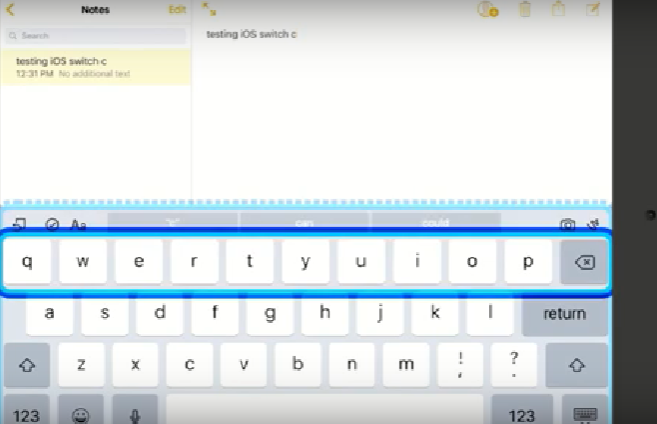 Notes
Edit
Search
testing iOS switch c
testing iOS switch c
12:31 PM No additional text
Aa
"c"
can
could
q w e r t y u i o p
a s d f g h j k l return
z x c v b n m ! , ? .
123
123